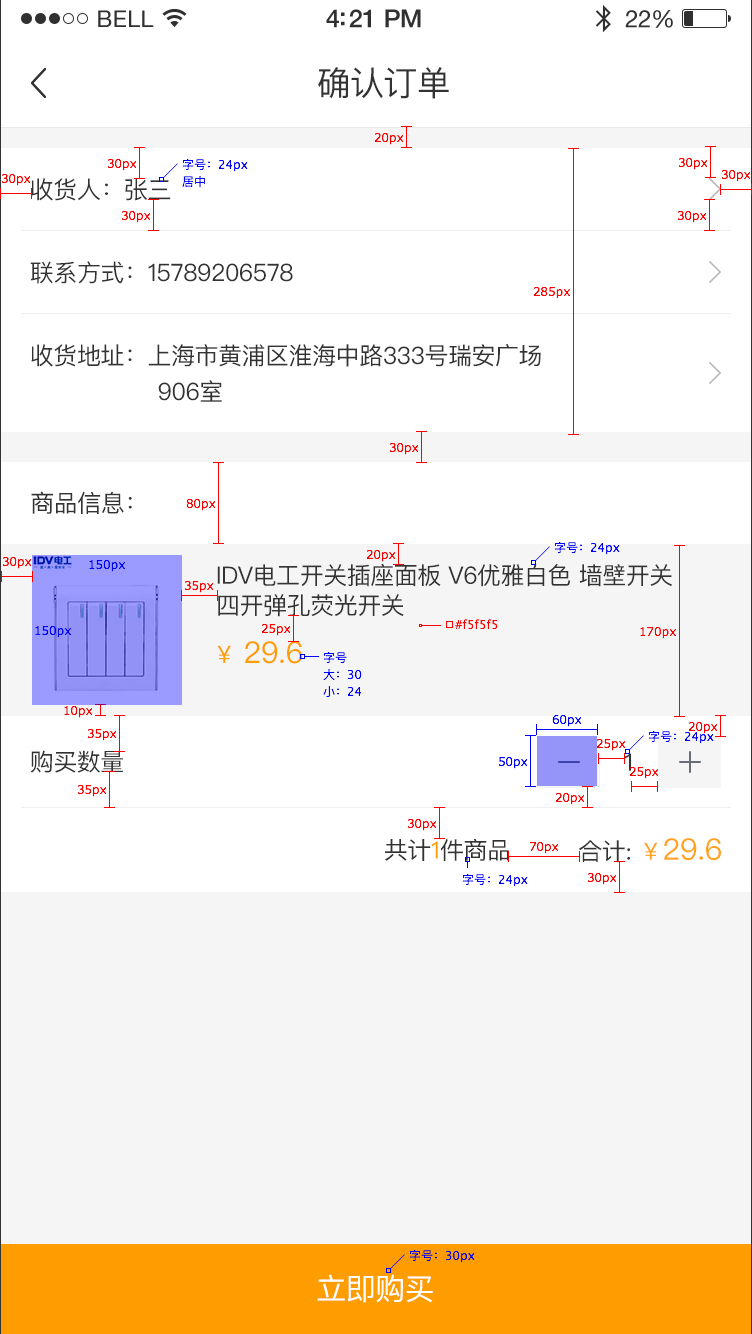 BELL 4:21 PM 22%
确认订单
20px
30px 字号：24px 30px
30px 收货人：张三 居中 30px
30px 30px
联系方式：15789206578
285px
收货地址：上海市黄浦区淮海中路333号瑞安广场
906室
30px
商品信息： 80px
20px 字号：24px
30px IDV电工 150px
35px IDV电工开关插座面板 V6优雅白色 墙壁开关
四开弹孔荧光开关
150px 25px #f5f5f5 170px
¥ 29.6 字号
大：30
小：24
10px
60px
35px 20px
购买数量 50px 25px 1 字号：24px
25px
35px 20px
30px
共计1件商品 70px 合计: ¥29.6
字号：24px 30px
字号：30px
立即购买